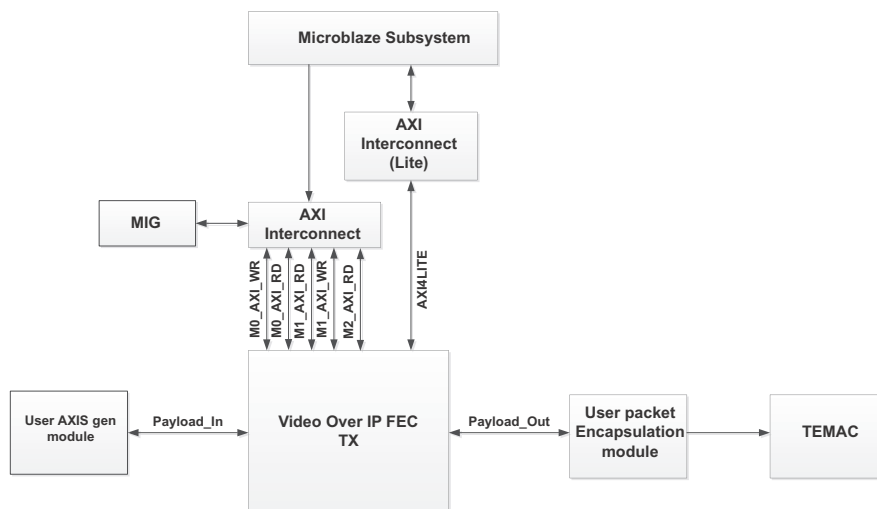 Microblaze Subsystem
AXI
Interconnect
(Lite)
MIG
AXI
Interconnect
M0_AXI_WR
M0_AXI_RD
M1_AXI_RD
M1_AXI_WR
M2_AXI_RD
AXI4LITE
User AXIS gen
module
Payload_In
Video Over IP FEC
TX
Payload_Out
User packet
Encapsulation
module
TEMAC